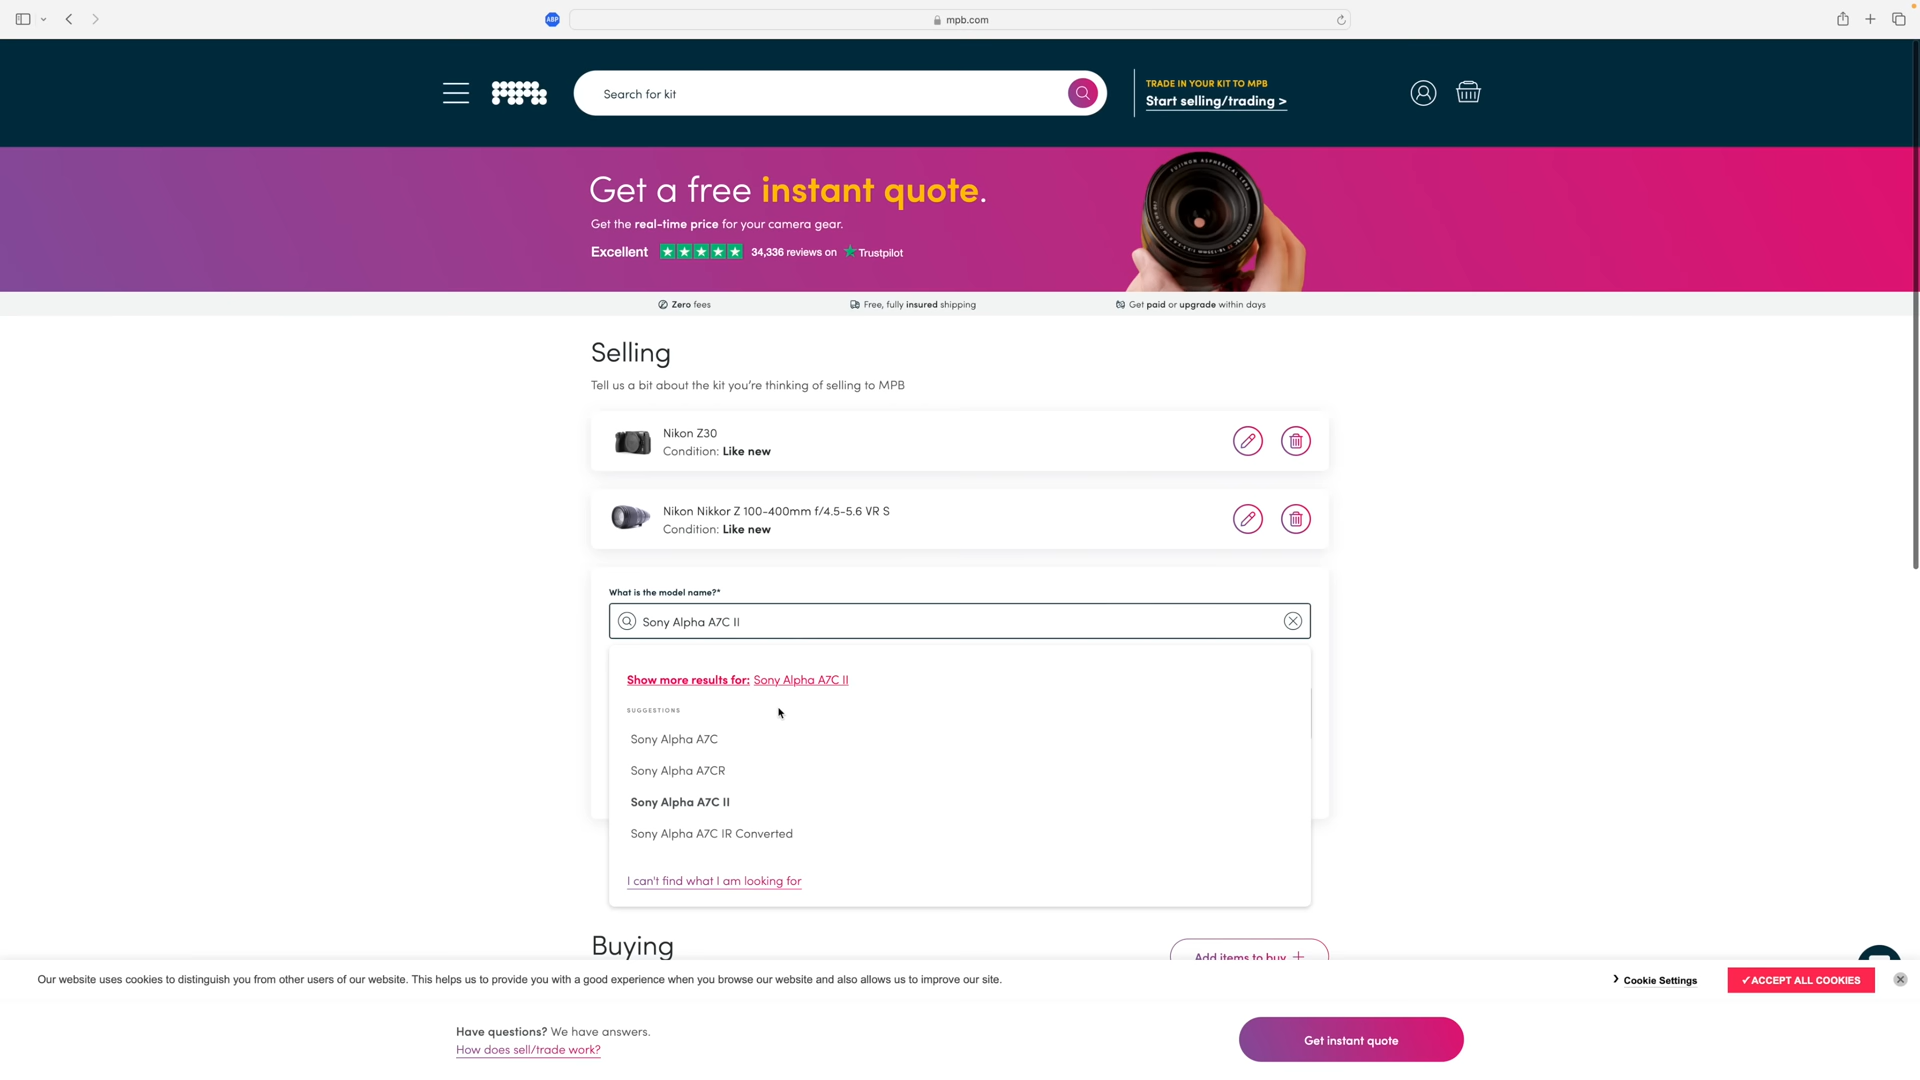 ABP
mpb.com
mpb
Search for kit
TRADE IN YOUR KIT TO MPB
Start selling/trading >
Get a free instant quote.
Get the real-time price for your camera gear.
Excellent 34,336 reviews on Trustpilot
FUJINON ASPHERICAL LENS
Zero fees
Free, fully insured shipping
Get paid or upgrade within days
Selling
Tell us a bit about the kit you're thinking of selling to MPB
Nikon Z30
Condition: Like new
Nikon Nikkor Z 100-400mm f/4.5-5.6 VR S
Condition: Like new
What is the model name?*
Sony Alpha A7C II
Show more results for: Sony Alpha A7C II
SUGGESTIONS
Sony Alpha A7C
Sony Alpha A7CR
Sony Alpha A7C II
Sony Alpha A7C IR Converted
I can't find what I am looking for
Buying
Add items to buy +
Our website uses cookies to distinguish you from other users of our website. This helps us to provide you with a good experience when you browse our website and also allows us to improve our site.
Cookie Settings
✓ACCEPT ALL COOKIES
Have questions? We have answers.
How does sell/trade work?
Get instant quote